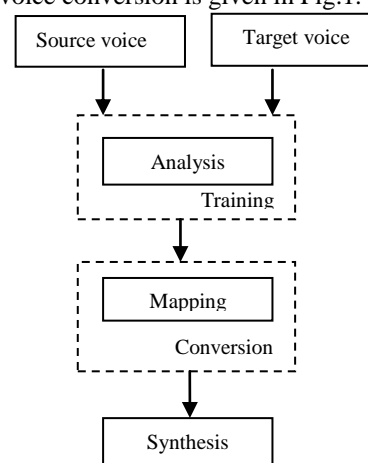 voice conversion is given in Fig.1.
Source voice
Target voice
Analysis
Training
Mapping
Conversion
Synthesis